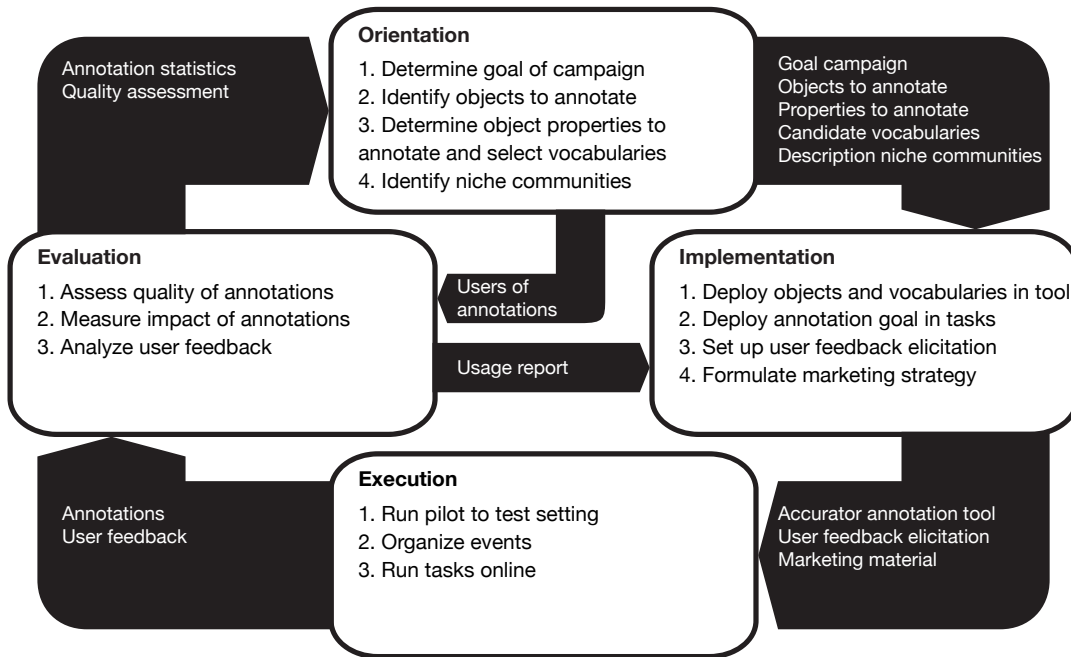 Orientation
1. Determine goal of campaign
2. Identify objects to annotate
3. Determine object properties to
annotate and select vocabularies
4. Identify niche communities
Annotation statistics
Quality assessment
Goal campaign
Objects to annotate
Properties to annotate
Candidate vocabularies
Description niche communities
Evaluation
1. Assess quality of annotations
2. Measure impact of annotations
3. Analyze user feedback
Users of
annotations
Usage report
Implementation
1. Deploy objects and vocabularies in tool
2. Deploy annotation goal in tasks
3. Set up user feedback elicitation
4. Formulate marketing strategy
Execution
1. Run pilot to test setting
2. Organize events
3. Run tasks online
Annotations
User feedback
Accurator annotation tool
User feedback elicitation
Marketing material